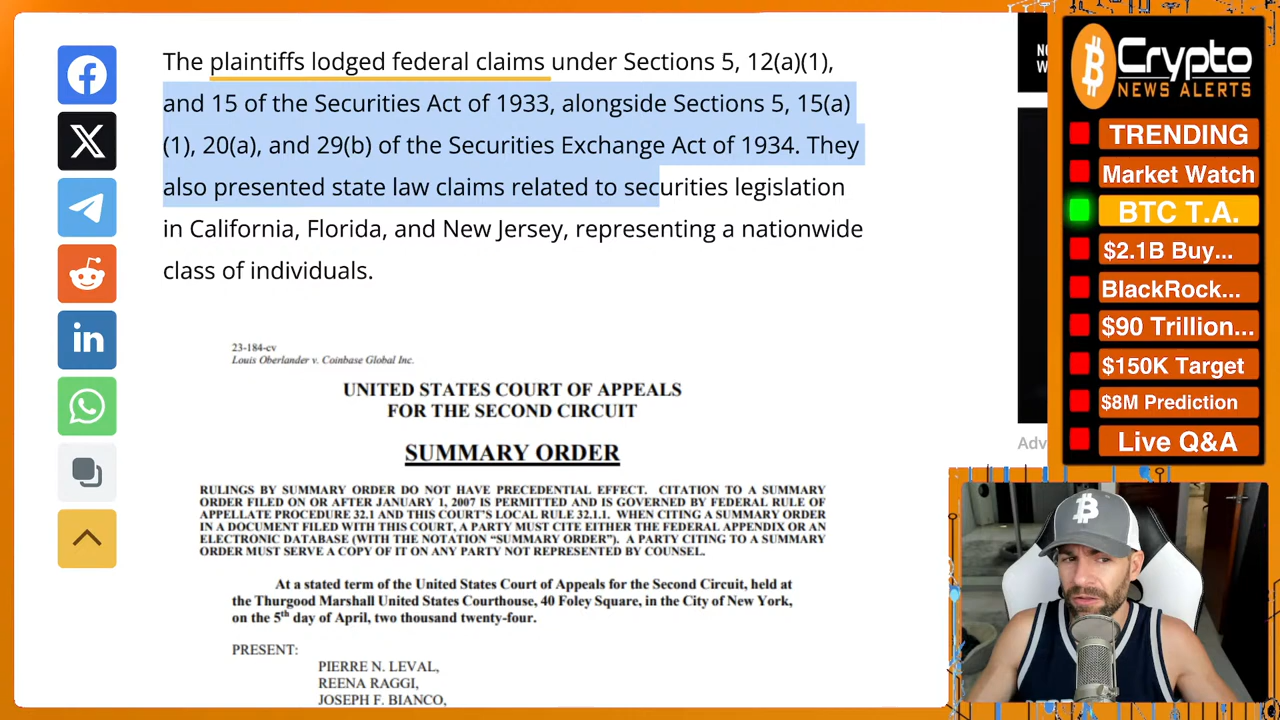 The plaintiffs lodged federal claims under Sections 5, 12(a)(1),
and 15 of the Securities Act of 1933, alongside Sections 5, 15(a)
(1), 20(a), and 29(b) of the Securities Exchange Act of 1934. They
also presented state law claims related to securities legislation
in California, Florida, and New Jersey, representing a nationwide
class of individuals.
23-184-cv
Louis Oberlander v. Coinbase Global Inc.
UNITED STATES COURT OF APPEALS
FOR THE SECOND CIRCUIT
SUMMARY ORDER
RULINGS BY SUMMARY ORDER DO NOT HAVE PRECEDENTIAL EFFECT. CITATION TO A SUMMARY
ORDER FILED ON OR AFTER JANUARY 1, 2007 IS PERMITTED AND IS GOVERNED BY FEDERAL RULE OF
APPELLATE PROCEDURE 32.1 AND THIS COURT'S LOCAL RULE 32.1.1. WHEN CITING A SUMMARY
ORDER IN A DOCUMENT FILED WITH THIS COURT, A PARTY MUST CITE EITHER THE FEDERAL APPENDIX OR AN
ELECTRONIC DATABASE (WITH THE NOTATION “SUMMARY ORDER”). A PARTY CITING TO A SUMMARY
ORDER MUST SERVE A COPY OF IT ON ANY PARTY NOT REPRESENTED BY COUNSEL.
At a stated term of the United States Court of Appeals for the Second Circuit, held at
the Thurgood Marshall United States Courthouse, 40 Foley Square, in the City of New York,
on the 5th day of April, two thousand twenty-four.
PRESENT:
PIERRE N. LEVAL,
REENA RAGGI,
JOSEPH F. BIANCO,
Adv
Crypto
NEWS ALERTS
TRENDING
Market Watch
BTC T.A.
$2.1B Buy...
BlackRock...
$90 Trillion...
$150K Target
$8M Prediction
Live Q&A